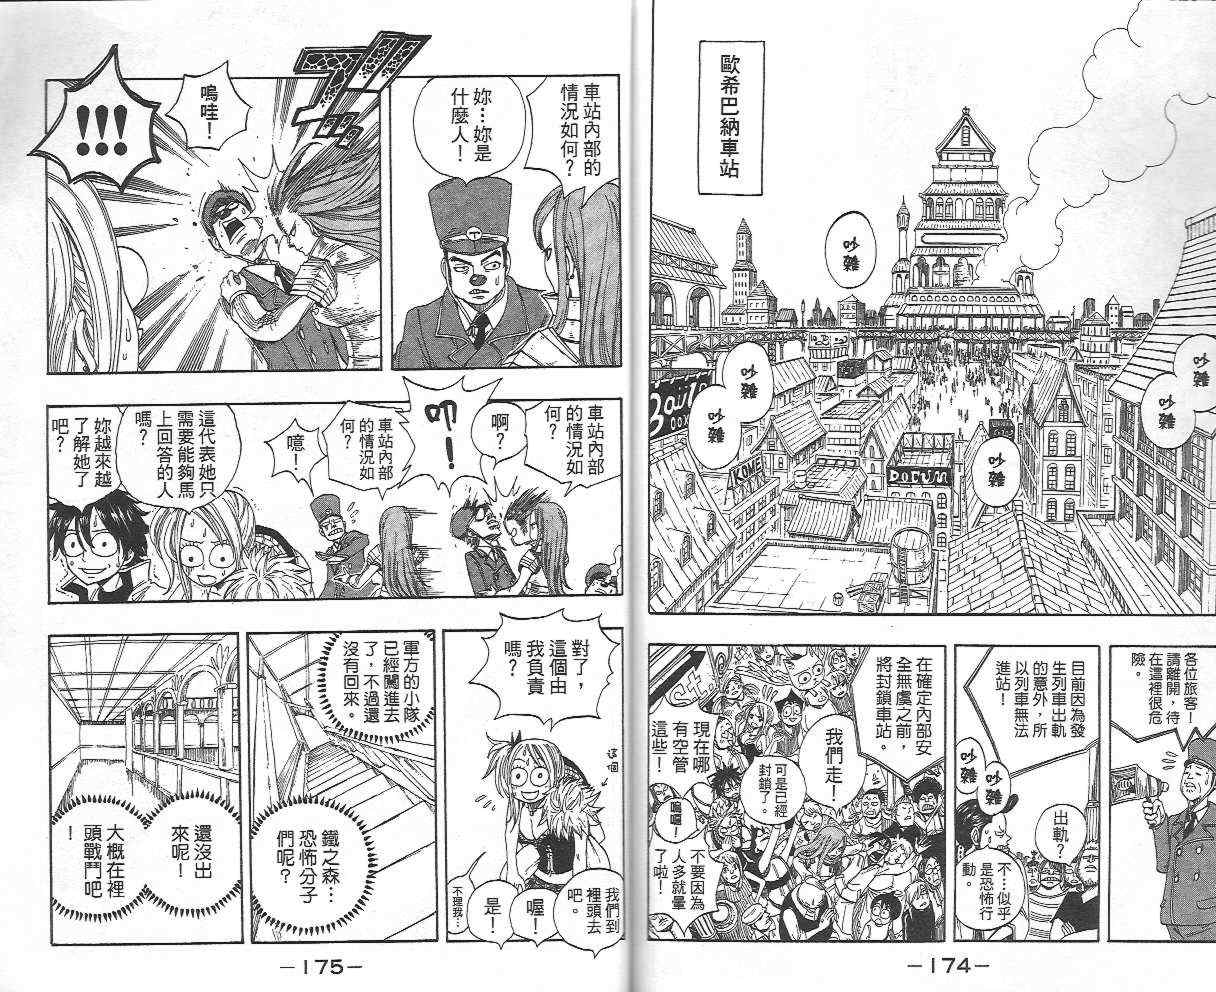 歐希巴納車站
吵雜
吵雜
吵雜
吵雜
吵雜
吵雜
Bait
KOME
各位旅客！
請離開，待
在這裡很危
險。
目前因為發
生列車出軌
的意外，所
以列車無法
進站！
出軌？
不…似乎
是恐怖行
動。
吵雜
吵雜
在確定內部安
全無虞之前，
將封鎖車站。
我們走！
可是已經
封鎖了。
現在哪
有空管
這些！
嗚嘔！
不要因為
人多就暈
了啦！
—174—
車站內部的
情況如何？
妳…妳是
什麼人！
嗚哇！
!!!
車站內部
的情況如
何？
啊？
叩！
車站內部
的情況如
何？
噫！
這代表她只
需要能夠馬
上回答的人
嗎？
妳越來越
了解她了
吧？
對了，
這個由
我負責
嗎？
這個
我們到
裡頭去
吧。
喔！
是！
不理我…
軍方的小隊
已經闖進去
了，不過還
沒有回來。
鐵之森…
恐怖分子
們呢？
還沒出
來呢！
大概在裡
頭戰鬥吧
！
—175—